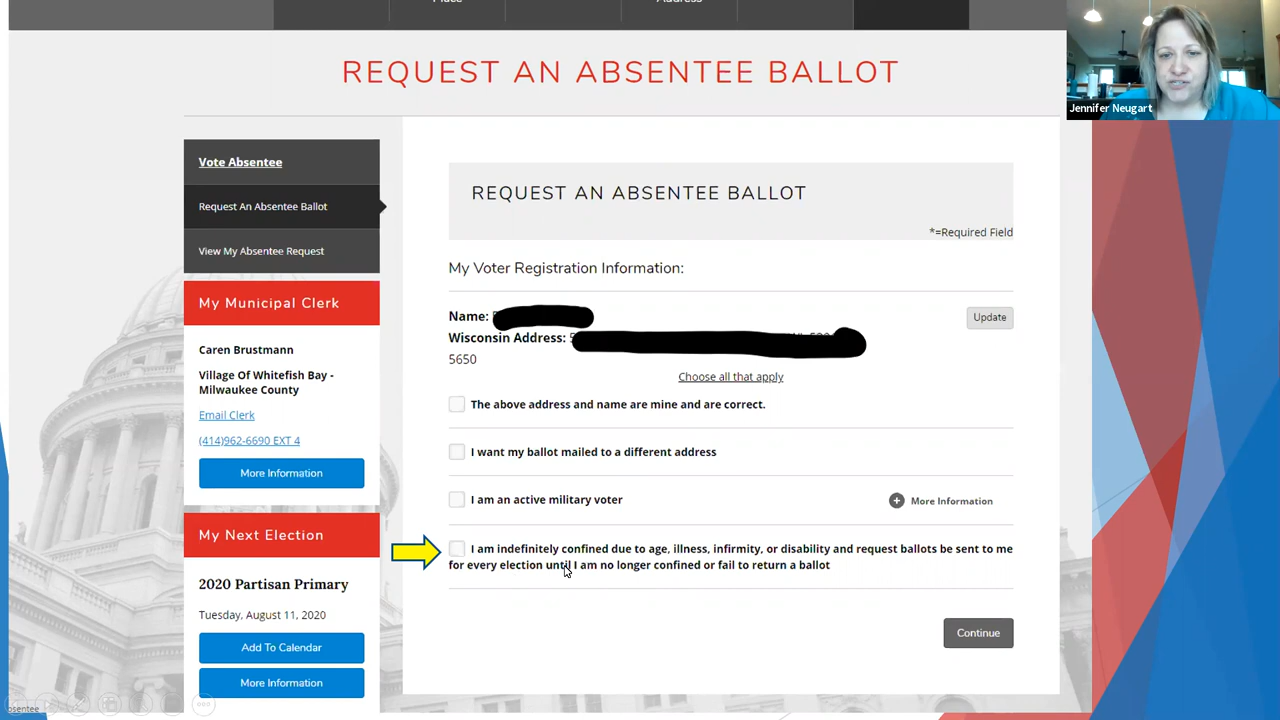 Place
Address
REQUEST AN ABSENTEE BALLOT
Jennifer Neugart
Vote Absentee
Request An Absentee Ballot
View My Absentee Request
My Municipal Clerk
Caren Brustmann
Village Of Whitefish Bay -
Milwaukee County
Email Clerk
(414)962-6690 EXT 4
More Information
My Next Election
2020 Partisan Primary
Tuesday, August 11, 2020
Add To Calendar
More Information
REQUEST AN ABSENTEE BALLOT
*=Required Field
My Voter Registration Information:
Name:
Update
Wisconsin Address:
5650
Choose all that apply
The above address and name are mine and are correct.
I want my ballot mailed to a different address
I am an active military voter
More Information
I am indefinitely confined due to age, illness, infirmity, or disability and request ballots be sent to me
for every election until I am no longer confined or fail to return a ballot
Continue